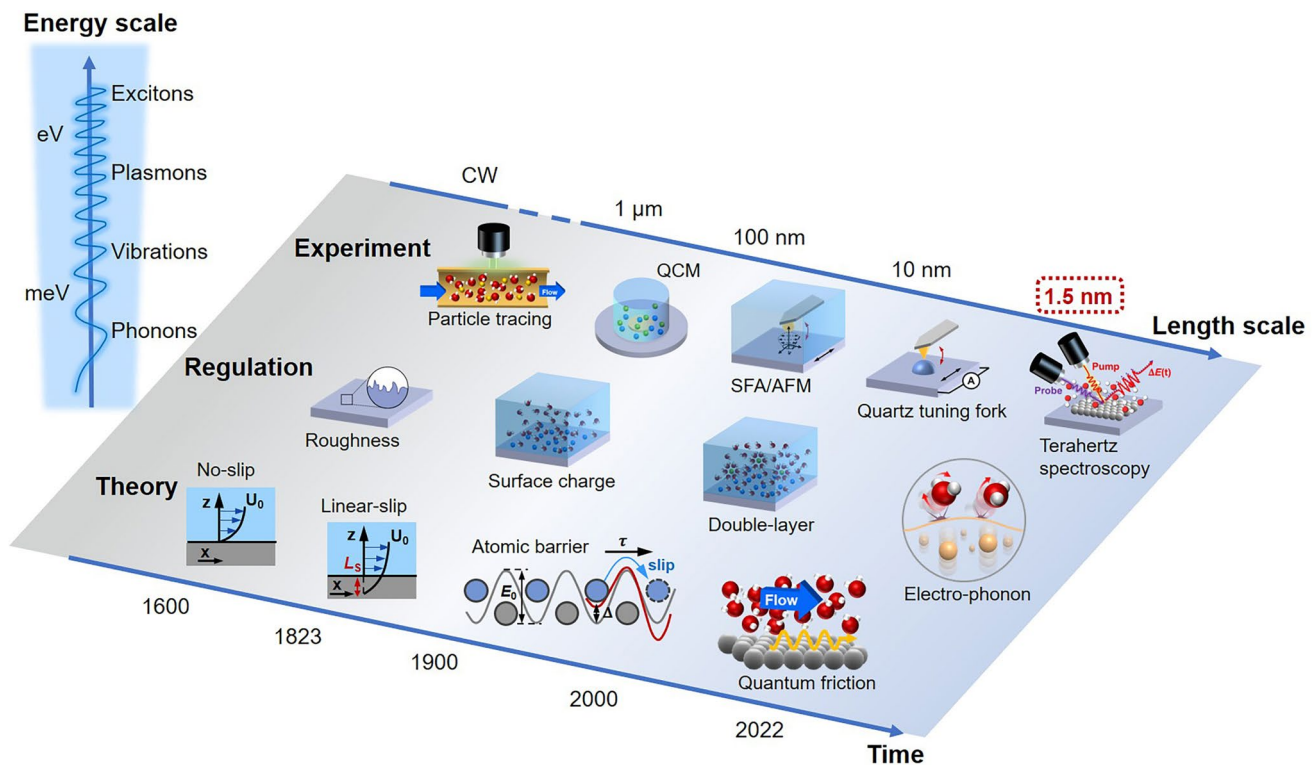 Energy scale
Excitons
eV
Plasmons
Vibrations
meV
Phonons
CW
1 μm
100 nm
10 nm
1.5 nm
Length scale
Experiment
Flow
Particle tracing
QCM
SFA/AFM
A
Quartz tuning fork
Pump
Probe
ΔE(t)
Terahertz
spectroscopy
Regulation
Roughness
Surface charge
Double-layer
Electro-phonon
Theory
No-slip
z
U₀
x
Linear-slip
z
U₀
Lₛ
x
Atomic barrier
τ
slip
E₀
Δ
Flow
Quantum friction
1600
1823
1900
2000
2022
Time